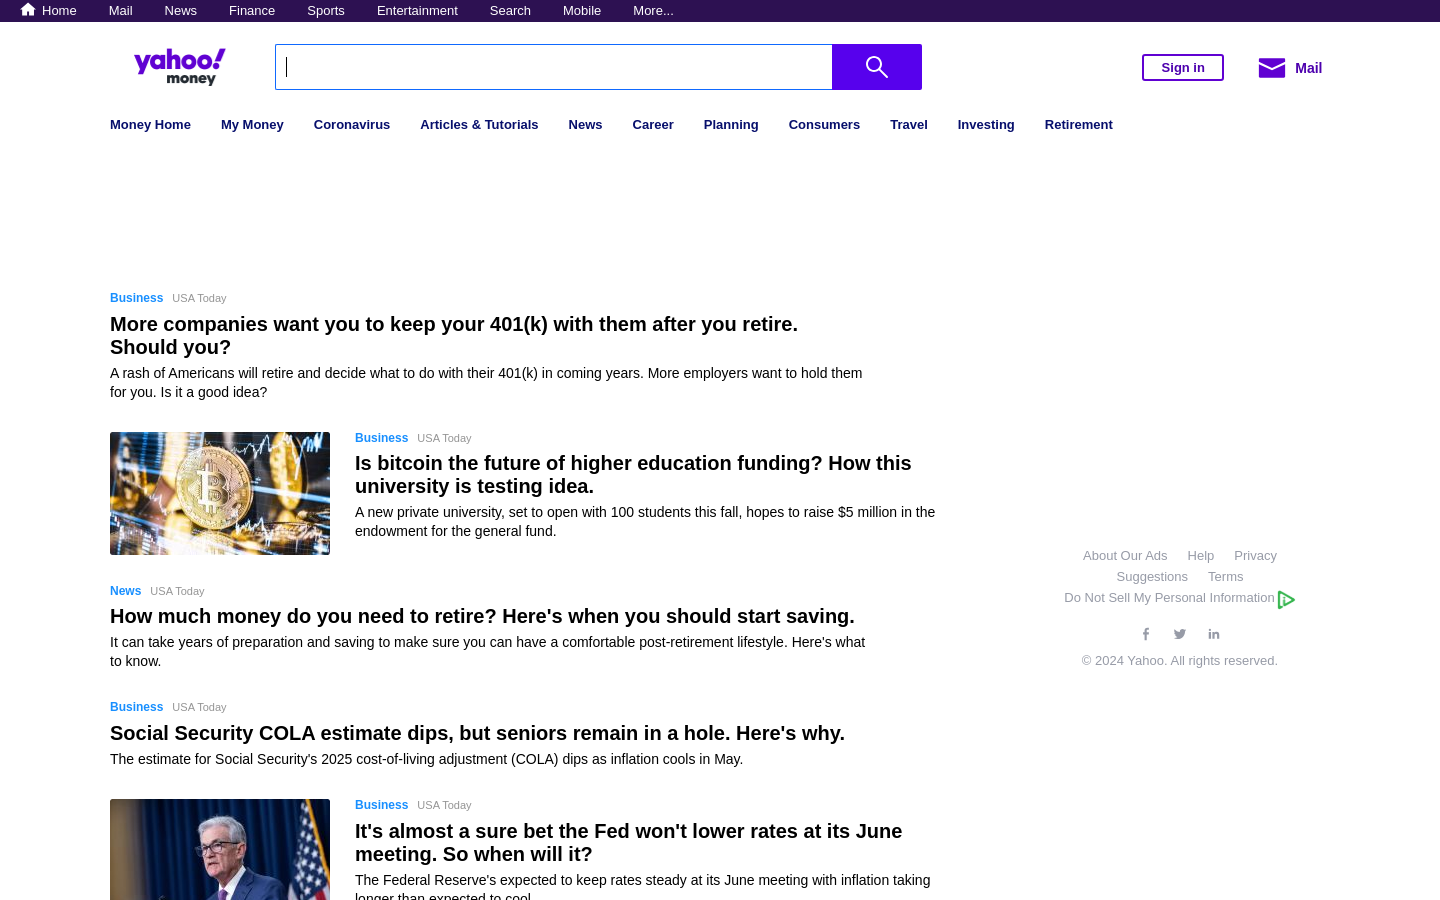 Home Mail News Finance Sports Entertainment Search Mobile More...
yahoo!
money
Sign in
Mail
Money Home My Money Coronavirus Articles & Tutorials News Career Planning Consumers Travel Investing Retirement
Business USA Today
More companies want you to keep your 401(k) with them after you retire.
Should you?
A rash of Americans will retire and decide what to do with their 401(k) in coming years. More employers want to hold them
for you. Is it a good idea?
Business USA Today
Is bitcoin the future of higher education funding? How this
university is testing idea.
A new private university, set to open with 100 students this fall, hopes to raise $5 million in the
endowment for the general fund.
News USA Today
How much money do you need to retire? Here's when you should start saving.
It can take years of preparation and saving to make sure you can have a comfortable post-retirement lifestyle. Here's what
to know.
Business USA Today
Social Security COLA estimate dips, but seniors remain in a hole. Here's why.
The estimate for Social Security's 2025 cost-of-living adjustment (COLA) dips as inflation cools in May.
Business USA Today
It's almost a sure bet the Fed won't lower rates at its June
meeting. So when will it?
The Federal Reserve's expected to keep rates steady at its June meeting with inflation taking
longer than expected to cool.
About Our Ads Help Privacy
Suggestions Terms
Do Not Sell My Personal Information
© 2024 Yahoo. All rights reserved.